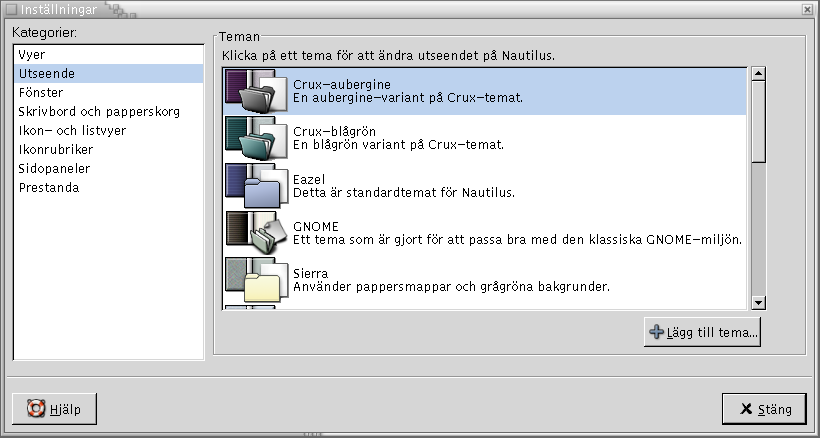 Inställningar
Kategorier:
Vyer
Utseende
Fönster
Skrivbord och papperskorg
Ikon- och listvyer
Ikonrubriker
Sidopaneler
Prestanda
Teman
Klicka på ett tema för att ändra utseendet på Nautilus.
Crux-aubergine
En aubergine-variant på Crux-temat.
Crux-blågrön
En blågrön variant på Crux-temat.
Eazel
Detta är standardtemat för Nautilus.
GNOME
Ett tema som är gjort för att passa bra med den klassiska GNOME-miljön.
Sierra
Använder pappersmappar och grågröna bakgrunder.
Lägg till tema...
Hjälp
Stäng